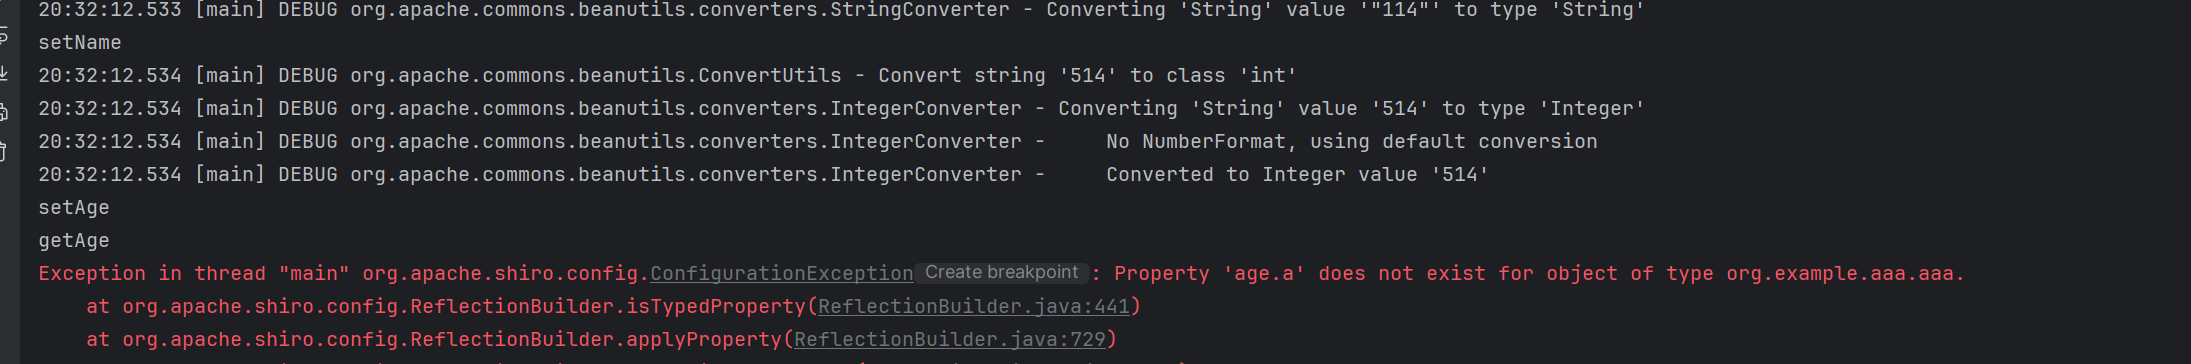 20:32:12.533 [main] DEBUG org.apache.commons.beanutils.converters.StringConverter - Converting 'String' value '"114"' to type 'String'
setName
20:32:12.534 [main] DEBUG org.apache.commons.beanutils.ConvertUtils - Convert string '514' to class 'int'
20:32:12.534 [main] DEBUG org.apache.commons.beanutils.converters.IntegerConverter - Converting 'String' value '514' to type 'Integer'
20:32:12.534 [main] DEBUG org.apache.commons.beanutils.converters.IntegerConverter -     No NumberFormat, using default conversion
20:32:12.534 [main] DEBUG org.apache.commons.beanutils.converters.IntegerConverter -     Converted to Integer value '514'
setAge
getAge
Exception in thread "main" org.apache.shiro.config.ConfigurationException Create breakpoint : Property 'age.a' does not exist for object of type org.example.aaa.aaa.
    at org.apache.shiro.config.ReflectionBuilder.isTypedProperty(ReflectionBuilder.java:441)
    at org.apache.shiro.config.ReflectionBuilder.applyProperty(ReflectionBuilder.java:729)